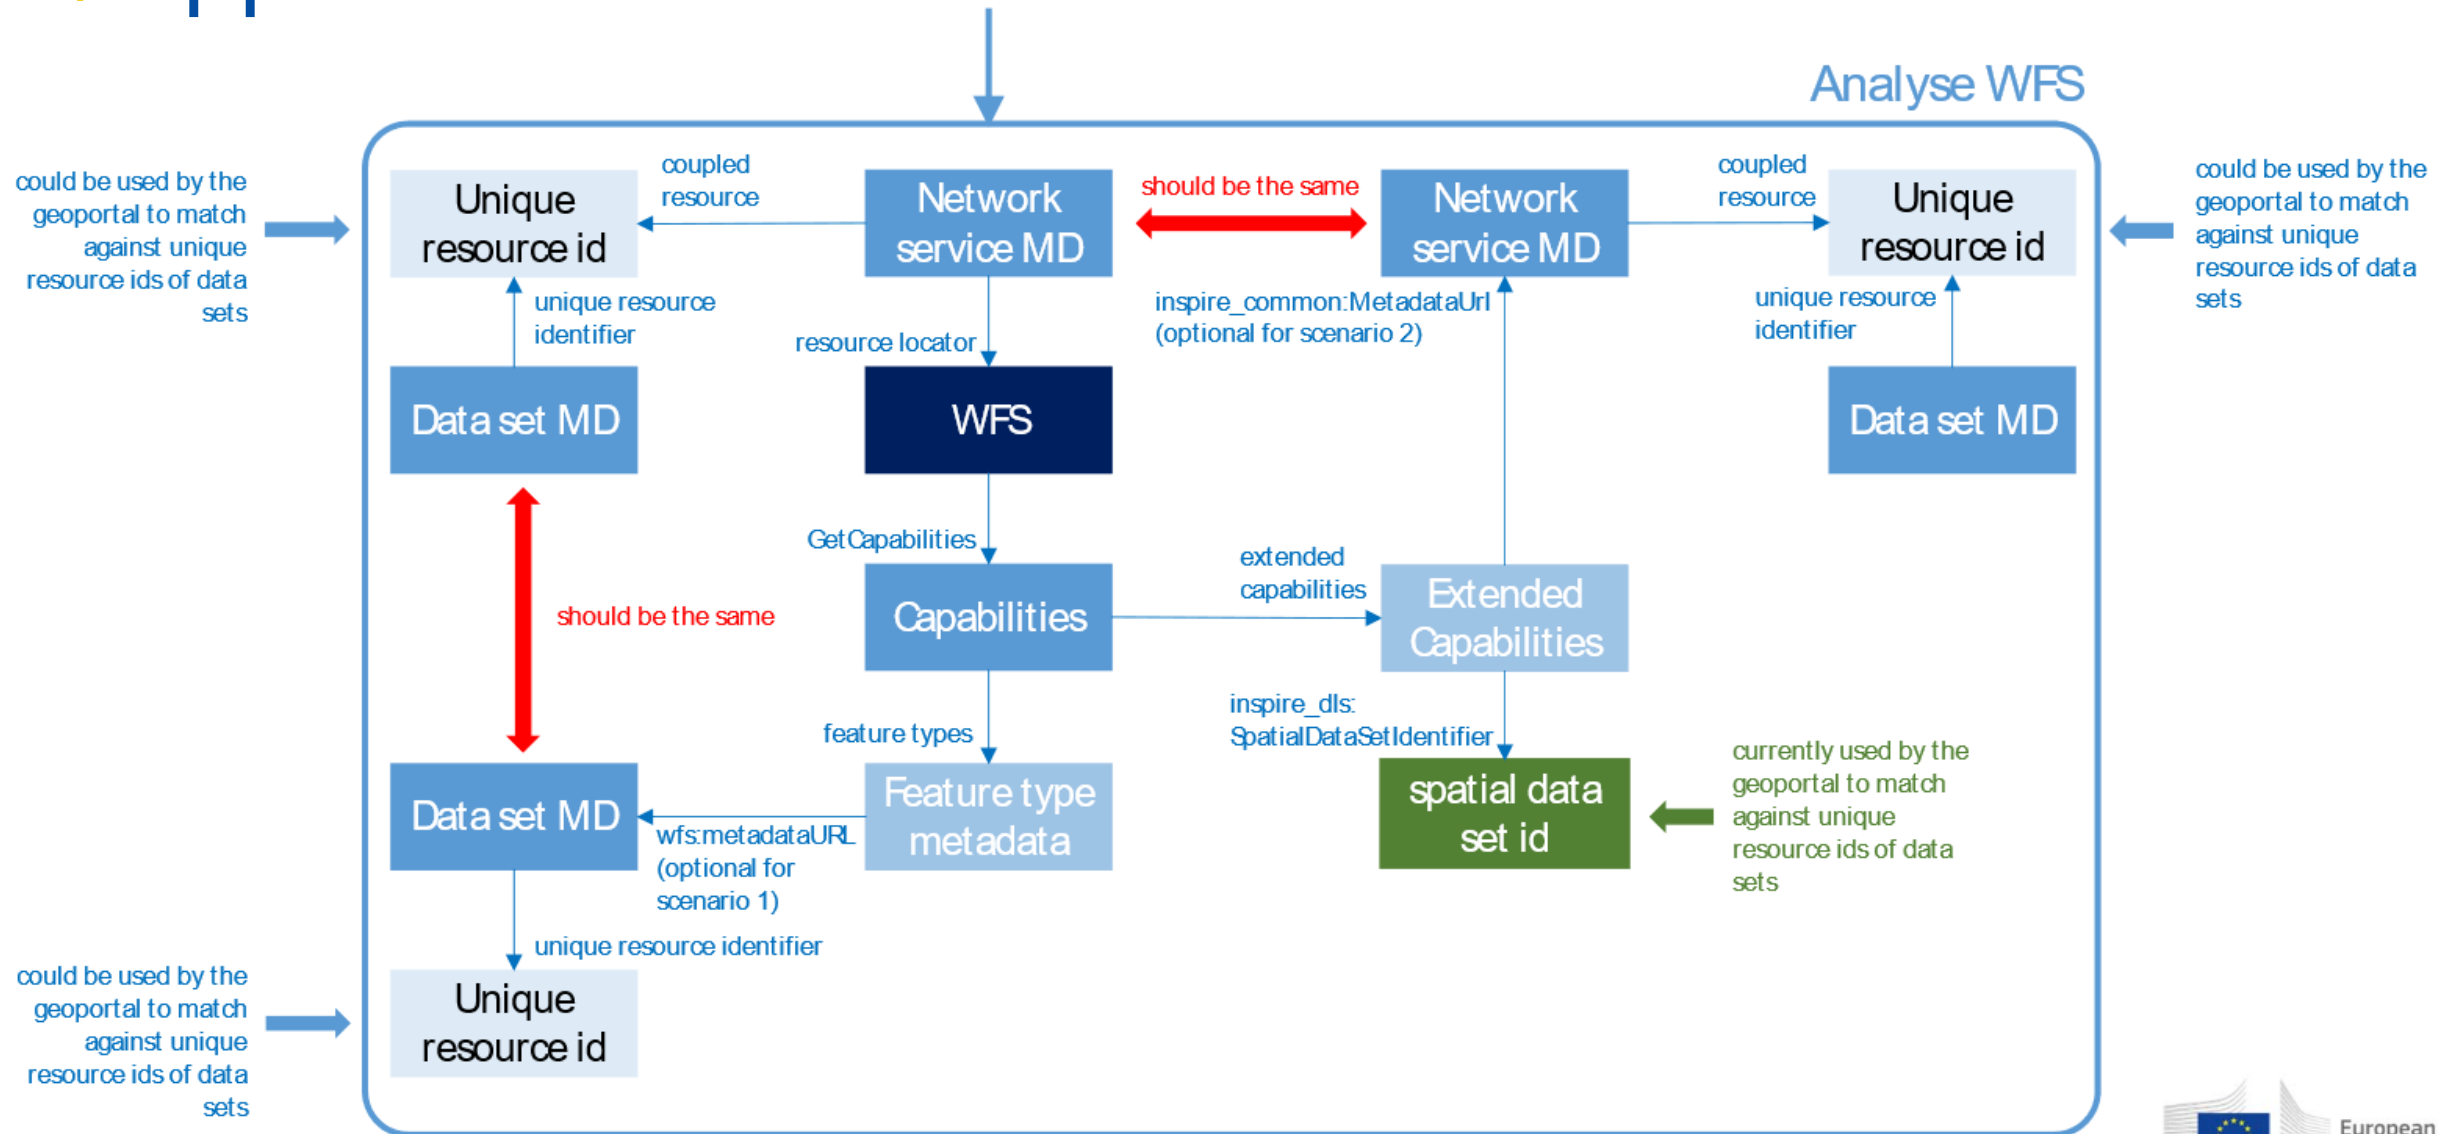 Analyse WFS
could be used by the
geoportal to match
against unique
resource ids of data
sets
Unique
resource id
coupled
resource
Network
service MD
should be the same
Network
service MD
coupled
resource
Unique
resource id
could be used by the
geoportal to match
against unique
resource ids of data
sets
unique resource
identifier
resource locator
inspire_common:MetadataUrl
(optional for scenario 2)
unique resource
identifier
Data set MD
WFS
Data set MD
GetCapabilities
extended
capabilities
should be the same
Capabilities
Extended
Capabilities
feature types
inspire_dls:
SpatialDataSetIdentifier
Data set MD
wfs:metadataURL
(optional for
scenario 1)
Feature type
metadata
spatial data
set id
currently used by the
geoportal to match
against unique
resource ids of data
sets
unique resource identifier
could be used by the
geoportal to match
against unique
resource ids of data
sets
Unique
resource id
European